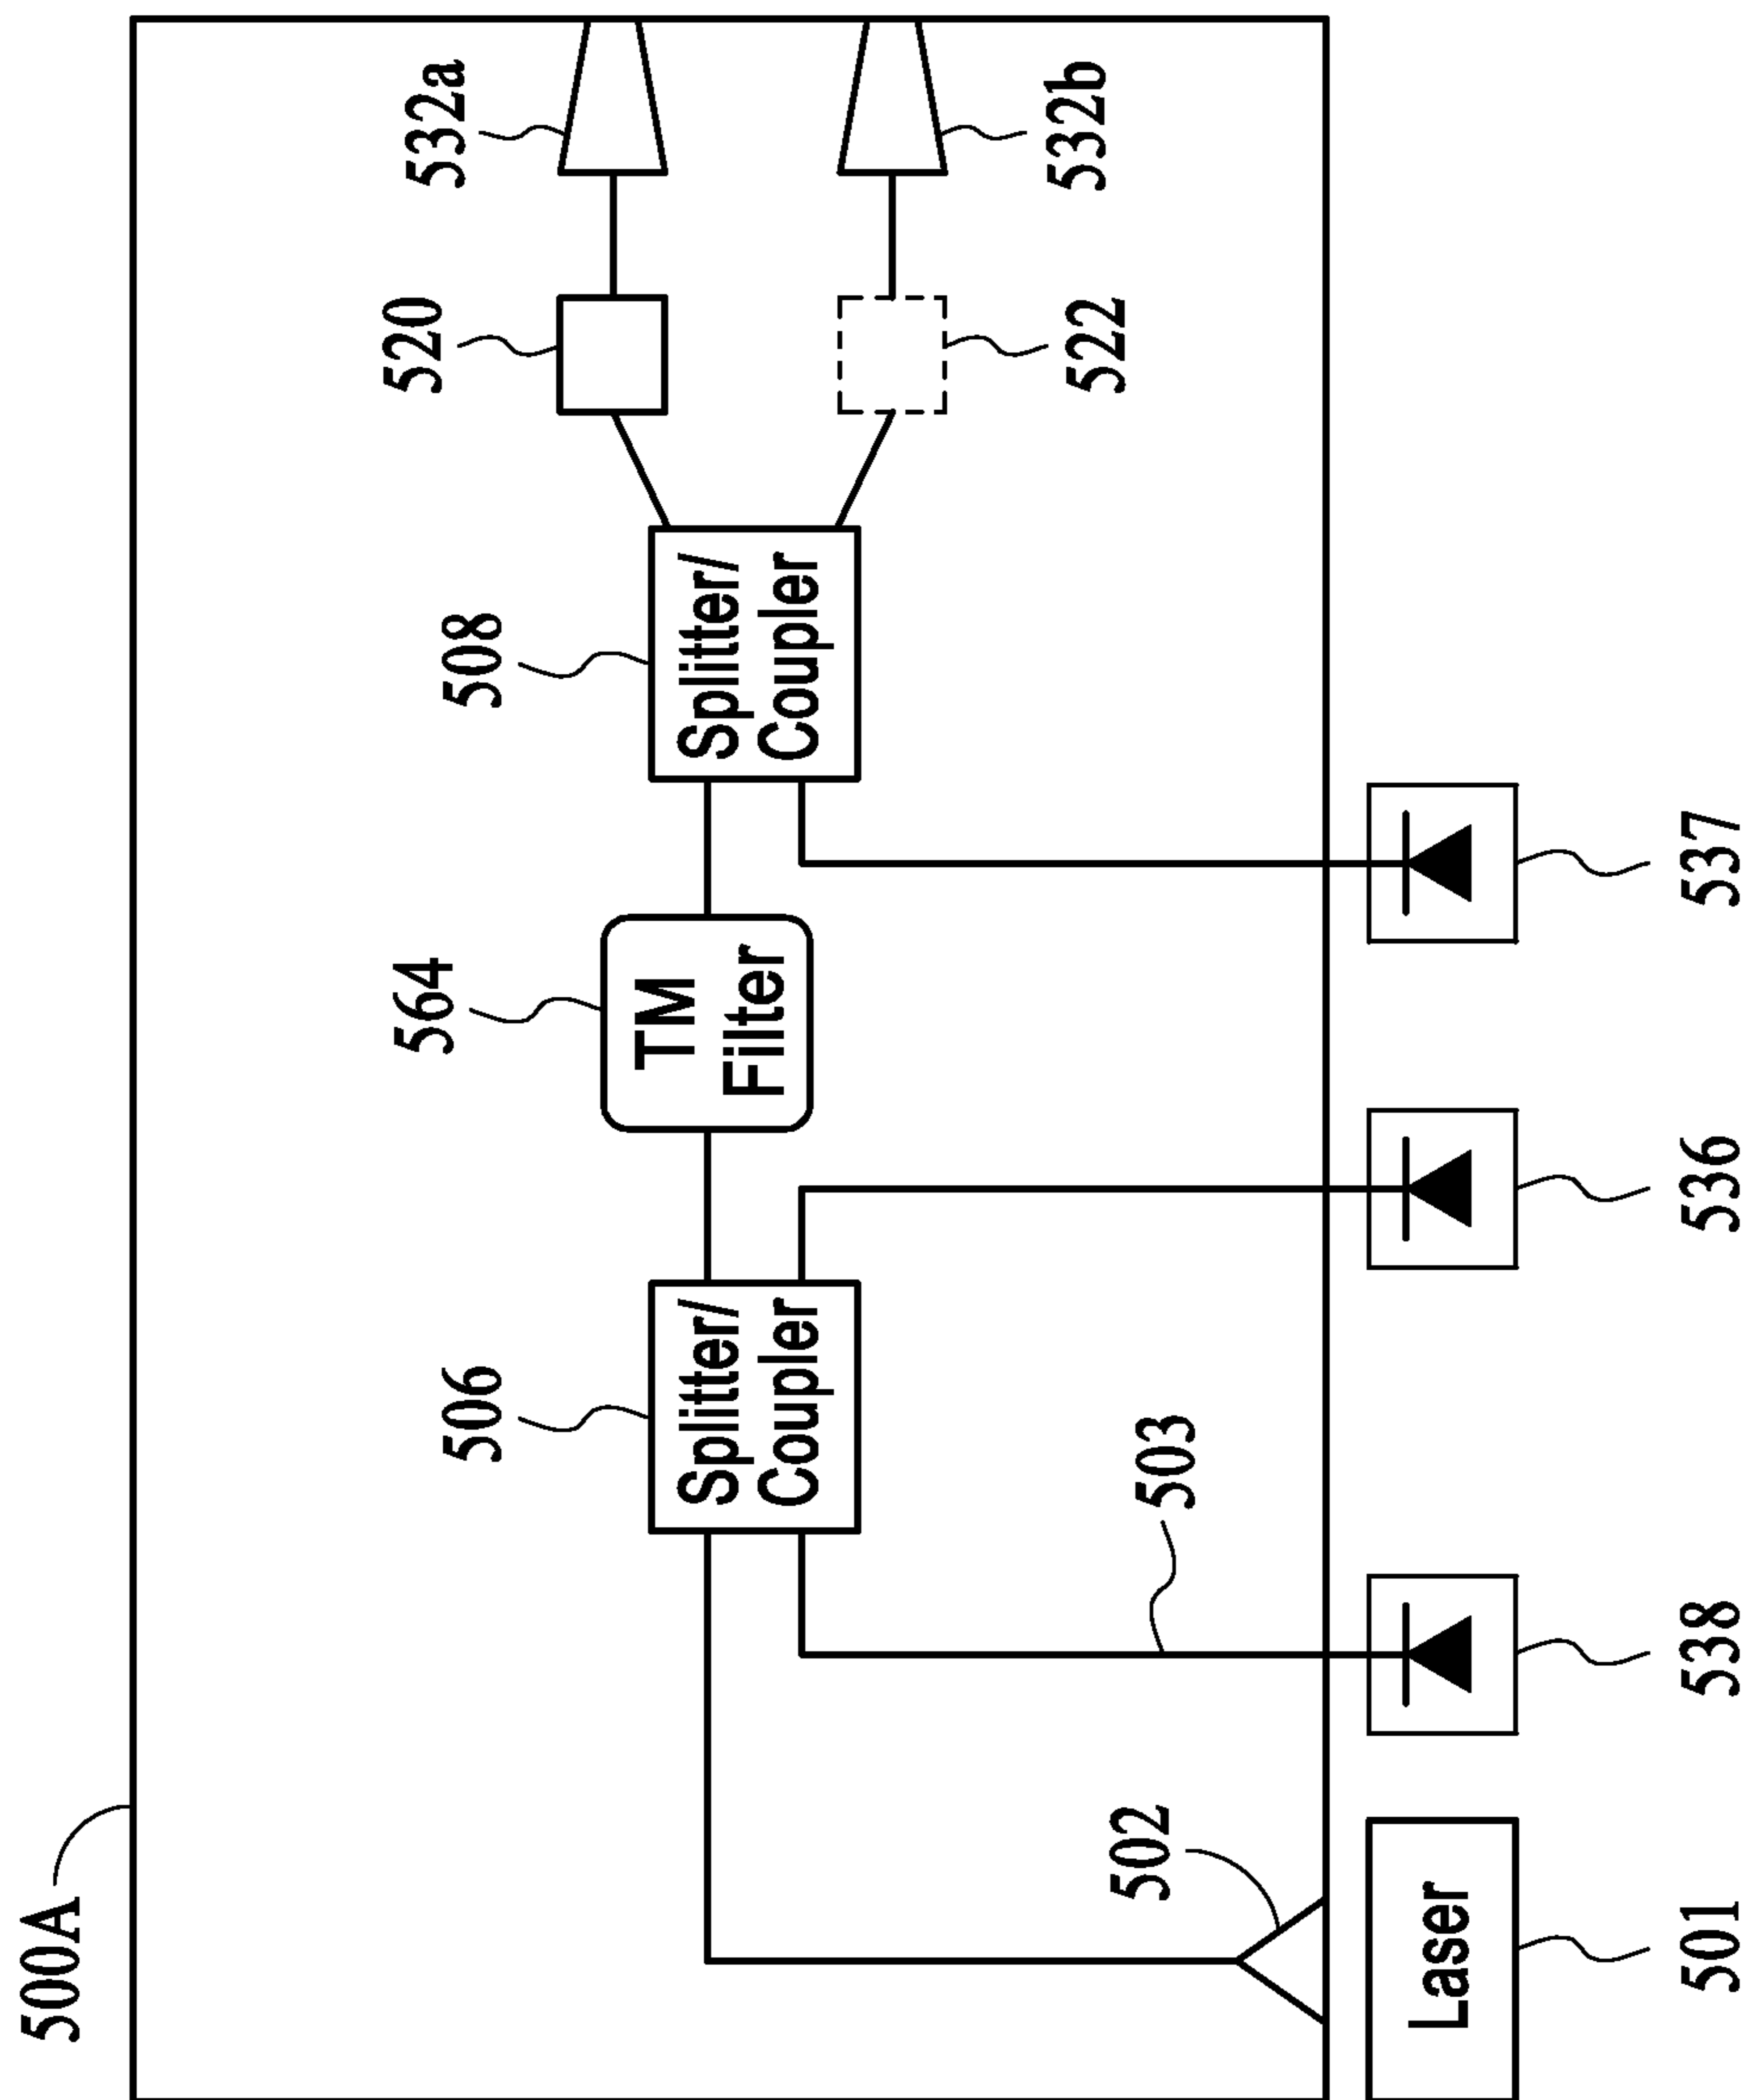 500A
532a
532b
520
522
508
Splitter/
Coupler
564
TM
Filter
506
Splitter/
Coupler
503
502
Laser
501
538
536
537